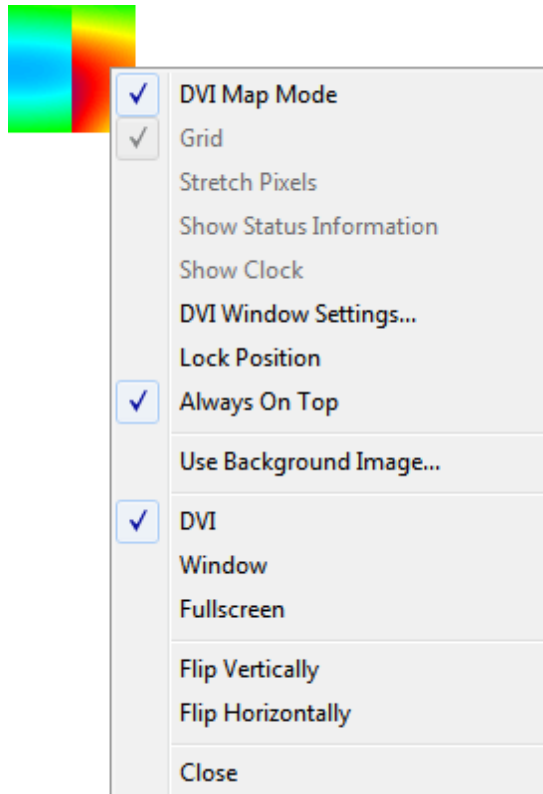 DVI Map Mode
Grid
Stretch Pixels
Show Status Information
Show Clock
DVI Window Settings...
Lock Position
Always On Top
Use Background Image...
DVI
Window
Fullscreen
Flip Vertically
Flip Horizontally
Close